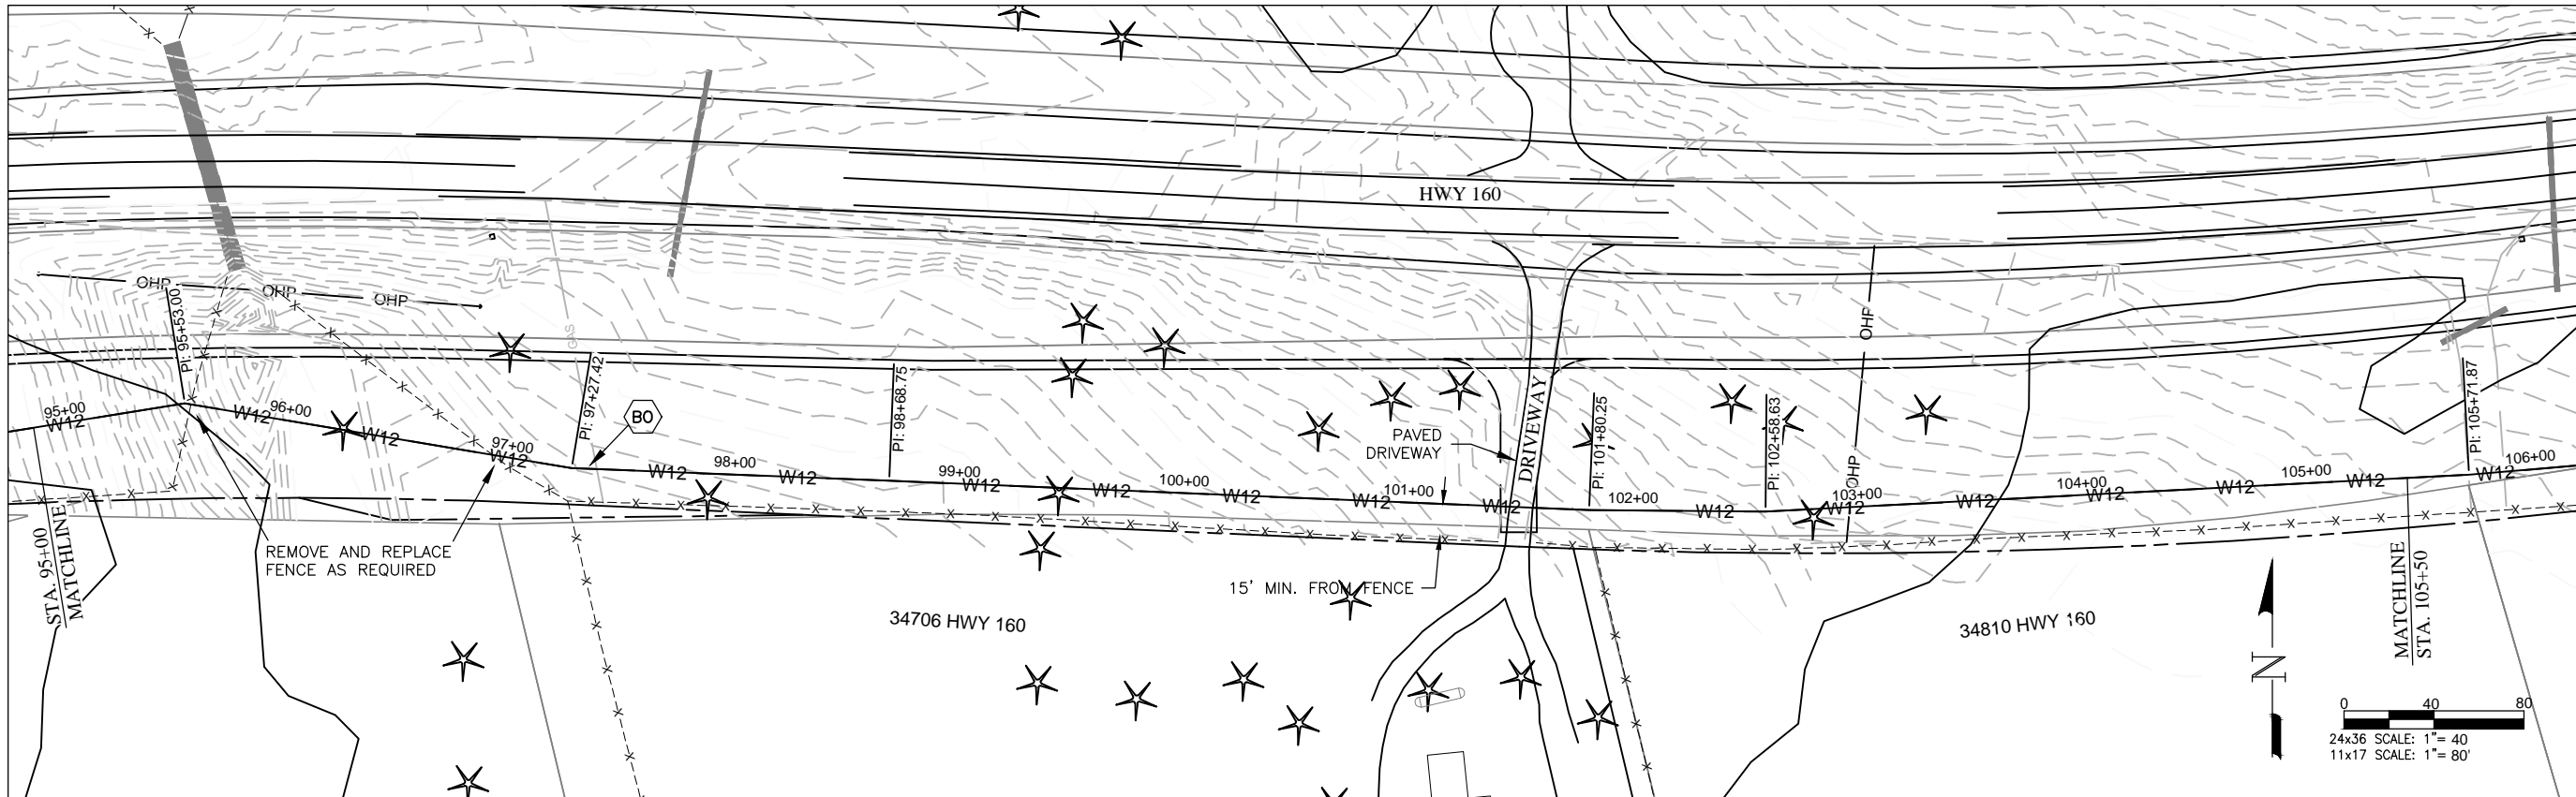 HWY 160
OHP
OHP
OHP
PI: 95+53.00
GAS
PI: 97+27.42
BO
PI: 98+68.75
OHP
OHP
PI: 101+80.25
PI: 102+58.63
PI: 105+71.87
DRIVEWAY
PAVED
DRIVEWAY
95+00
W12
96+00
W12
W12
97+00
W12
W12
98+00
W12
99+00
W12
W12
100+00
W12
W12
101+00
W12
102+00
W12
103+00
W12
W12
104+00
W12
W12
105+00
W12
W12
106+00
STA. 95+00
MATCHLINE
REMOVE AND REPLACE
FENCE AS REQUIRED
15' MIN. FROM FENCE
34706 HWY 160
34810 HWY 160
MATCHLINE
STA. 105+50
N
0 40 80
24x36 SCALE: 1"= 40
11x17 SCALE: 1"= 80'